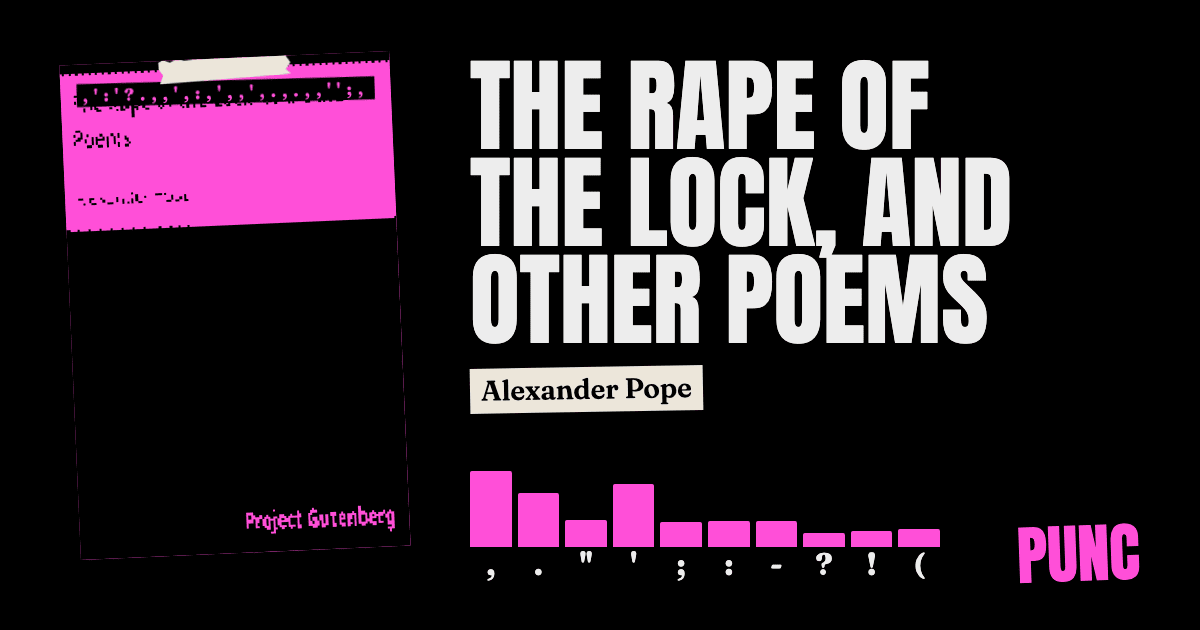 ,':'?.,,',:,',,',.,.,,'';,
Poems
Project Gutenberg
THE RAPE OF
THE LOCK, AND
OTHER POEMS
Alexander Pope
, . " ' ; : - ? ! (
PUNC